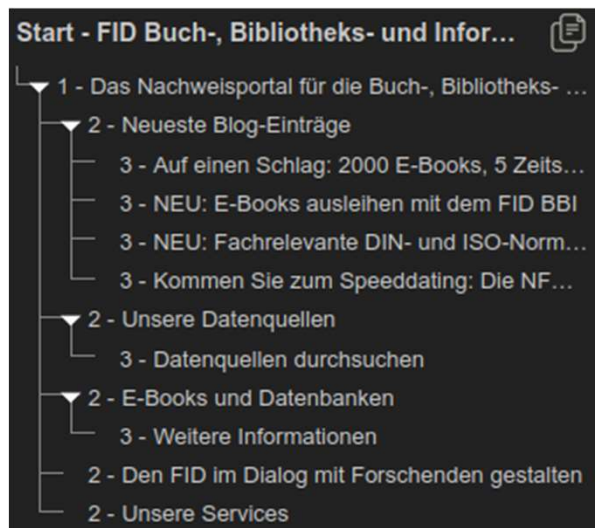 Start - FID Buch-, Bibliotheks- und Infor...
1 - Das Nachweisportal für die Buch-, Bibliotheks- ...
2 - Neueste Blog-Einträge
3 - Auf einen Schlag: 2000 E-Books, 5 Zeits...
3 - NEU: E-Books ausleihen mit dem FID BBI
3 - NEU: Fachrelevante DIN- und ISO-Norm...
3 - Kommen Sie zum Speeddating: Die NF...
2 - Unsere Datenquellen
3 - Datenquellen durchsuchen
2 - E-Books und Datenbanken
3 - Weitere Informationen
2 - Den FID im Dialog mit Forschenden gestalten
2 - Unsere Services